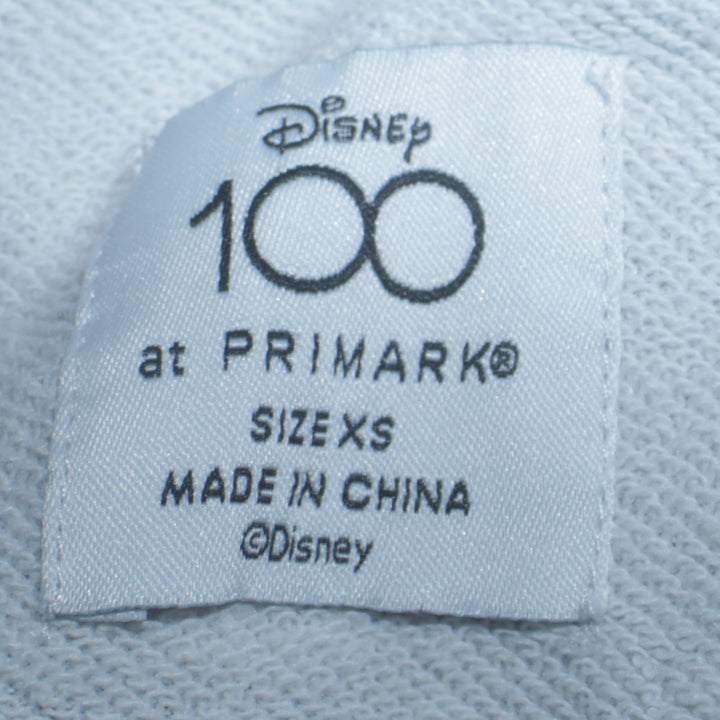 DISNEY
100
at PRIMARK®
SIZE XS
MADE IN CHINA
©Disney